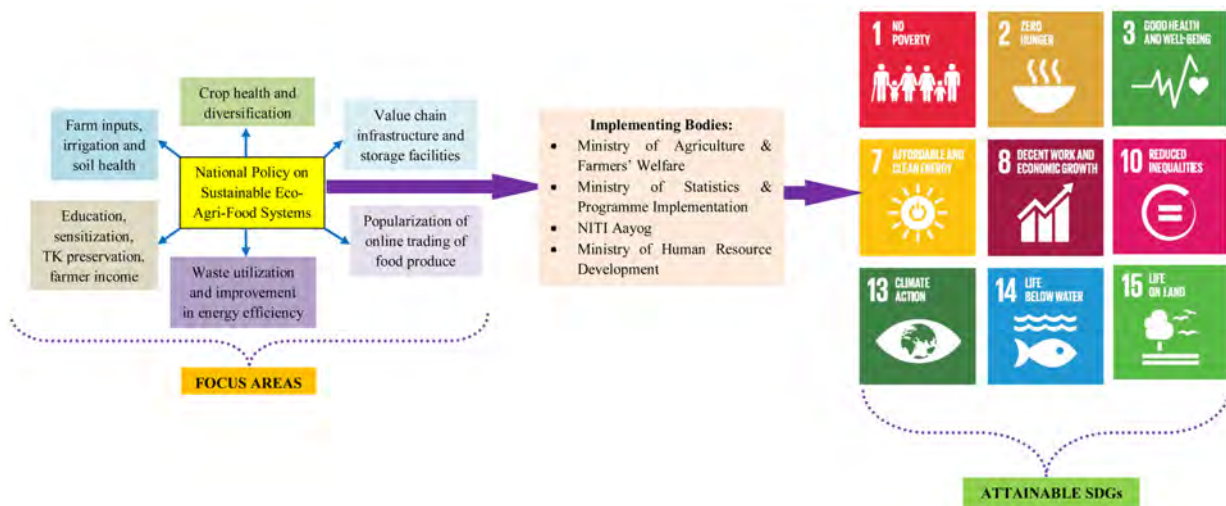 Crop health and
diversification
Farm inputs,
irrigation and
soil health
Value chain
infrastructure and
storage facilities
National Policy on
Sustainable Eco-
Agri-Food Systems
Education,
sensitization,
TK preservation,
farmer income
Popularization of
online trading of
food produce
Waste utilization
and improvement
in energy efficiency
FOCUS AREAS
Implementing Bodies:
• Ministry of Agriculture &
Farmers' Welfare
• Ministry of Statistics &
Programme Implementation
• NITI Aayog
• Ministry of Human Resource
Development
1 NO
POVERTY
2 ZERO
HUNGER
3 GOOD HEALTH
AND WELL-BEING
7 AFFORDABLE AND
CLEAN ENERGY
8 DECENT WORK AND
ECONOMIC GROWTH
10 REDUCED
INEQUALITIES
13 CLIMATE
ACTION
14 LIFE
BELOW WATER
15 LIFE
ON LAND
ATTAINABLE SDGs